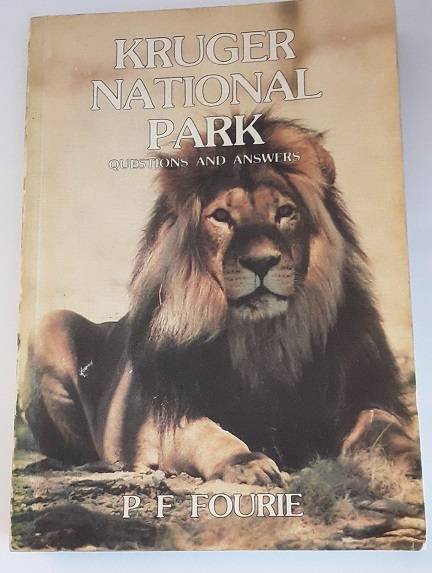 KRUGER
NATIONAL
PARK
QUESTIONS AND ANSWERS
P F FOURIE